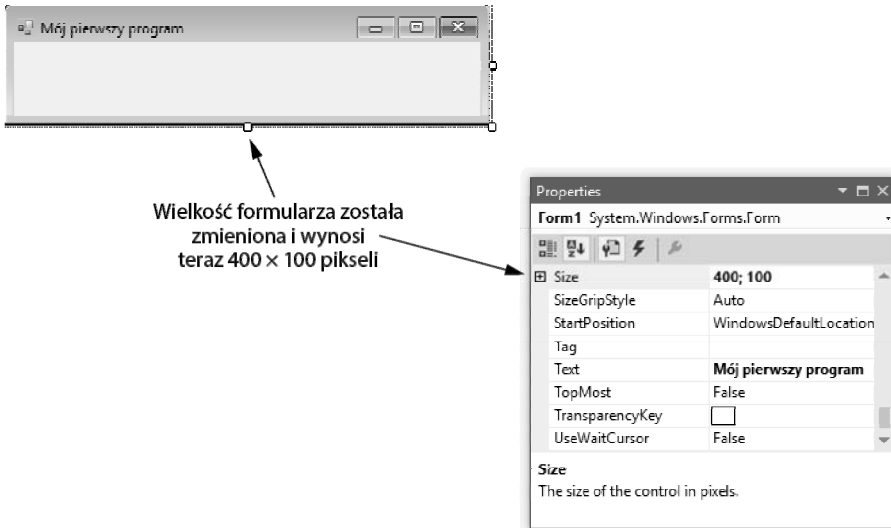 Mój pierwszy program
Wielkość formularza została
zmieniona i wynosi
teraz 400 × 100 pikseli
Properties
Form1 System.Windows.Forms.Form
Size 400; 100
SizeGripStyle Auto
StartPosition WindowsDefaultLocation
Tag
Text Mój pierwszy program
TopMost False
TransparencyKey
UseWaitCursor False
Size
The size of the control in pixels.